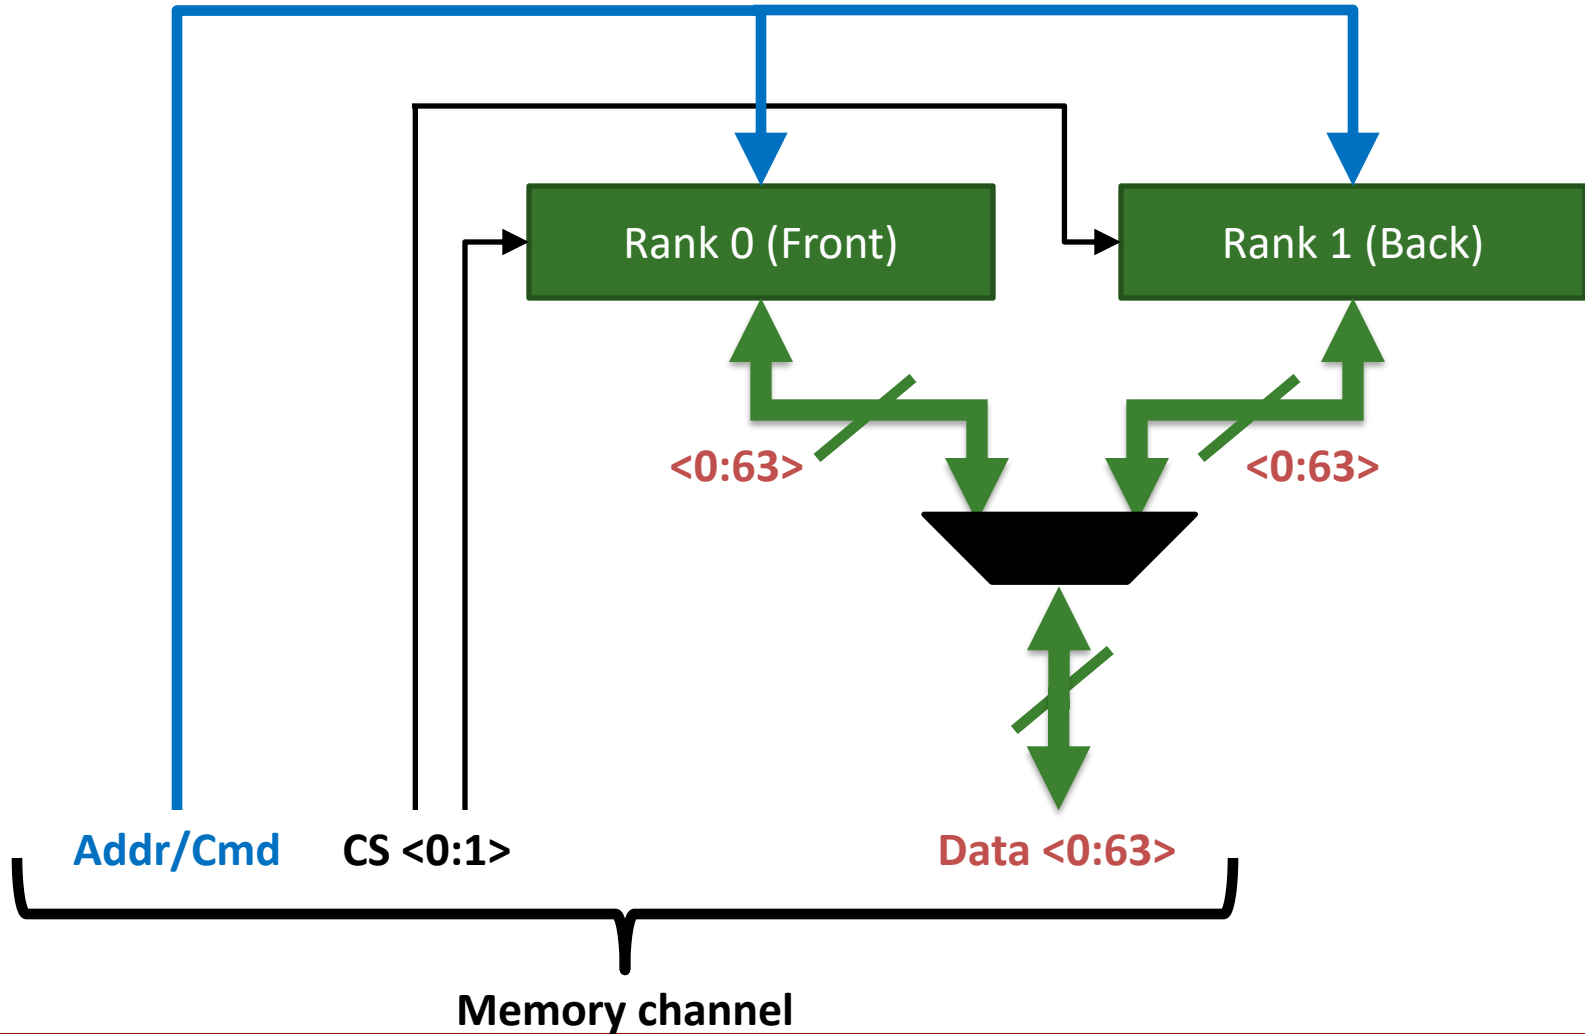 Rank 0 (Front)
Rank 1 (Back)
<0:63>
<0:63>
Addr/Cmd
CS <0:1>
Data <0:63>
Memory channel